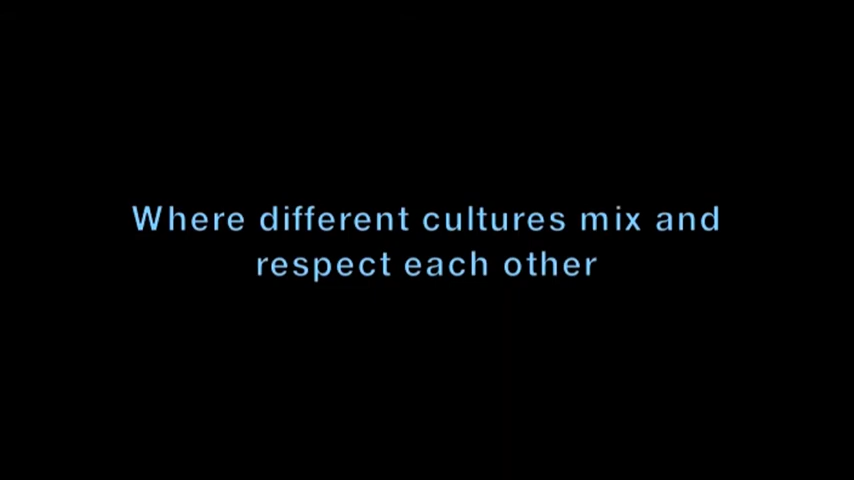 Where different cultures mix and
respect each other